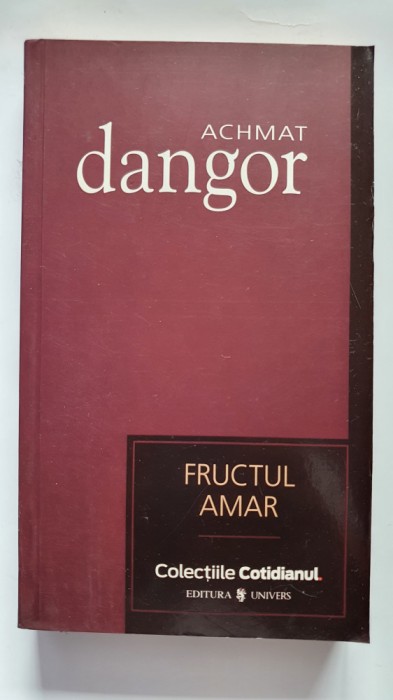 ACHMAT
dangor
FRUCTUL
AMAR
Colecțiile Cotidianul.
EDITURA UNIVERS